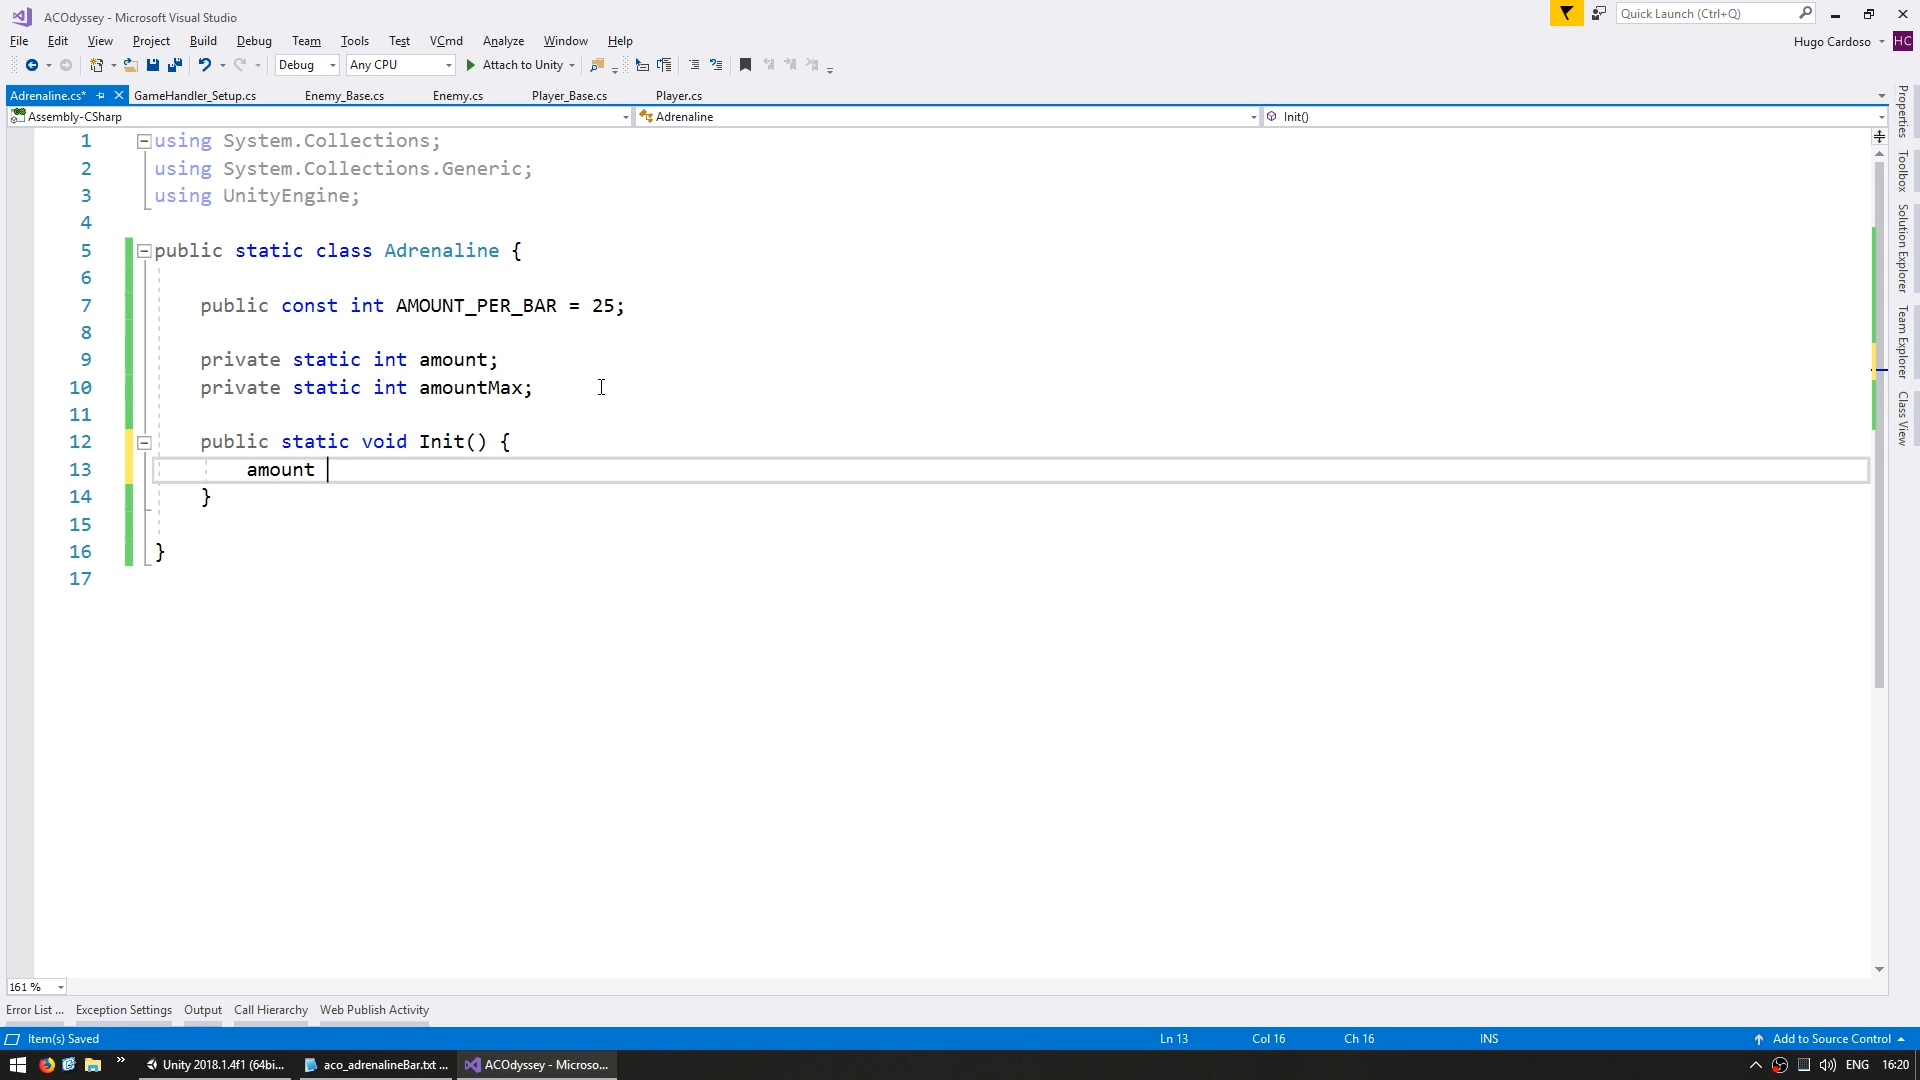 ACOdyssey - Microsoft Visual Studio
Quick Launch (Ctrl+Q)
File Edit View Project Build Debug Team Tools Test VCmd Analyze Window Help
Hugo Cardoso HC
Debug Any CPU Attach to Unity
Adrenaline.cs* GameHandler_Setup.cs Enemy_Base.cs Enemy.cs Player_Base.cs Player.cs
Assembly-CSharp Adrenaline Init()
1 using System.Collections;
2 using System.Collections.Generic;
3 using UnityEngine;
4
5 public static class Adrenaline {
6
7 public const int AMOUNT_PER_BAR = 25;
8
9 private static int amount;
10 private static int amountMax;
11
12 public static void Init() {
13 amount
14 }
15
16 }
17
Properties
Toolbox
Solution Explorer
Team Explorer
Class View
161 %
Error List ... Exception Settings Output Call Hierarchy Web Publish Activity
Item(s) Saved Ln 13 Col 16 Ch 16 INS Add to Source Control
Unity 2018.1.4f1 (64bi... aco_adrenalineBar.txt ... ACOdyssey - Microso... ENG 16:20